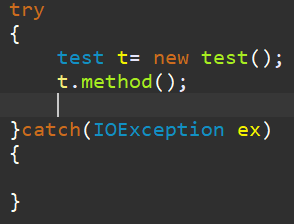 try
{
    test t= new test();
    t.method();
}catch(IOException ex)
{
}